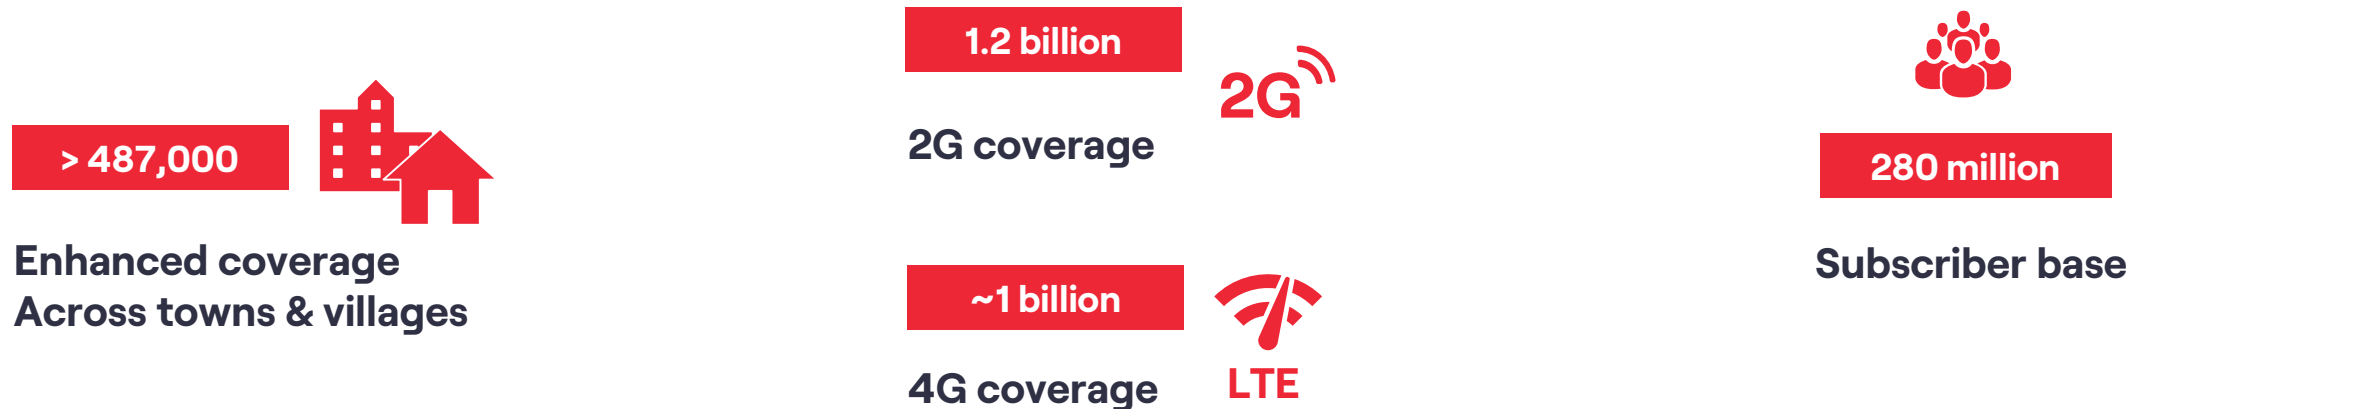 > 487,000
Enhanced coverage
Across towns & villages
1.2 billion
2G
2G coverage
~1 billion
LTE
4G coverage
280 million
Subscriber base